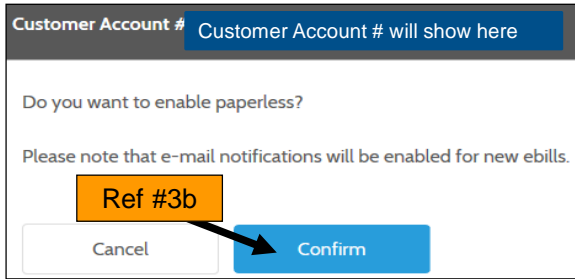 Customer Account # Customer Account # will show here
Do you want to enable paperless?
Please note that e-mail notifications will be enabled for new ebills.
Ref #3b
Cancel Confirm